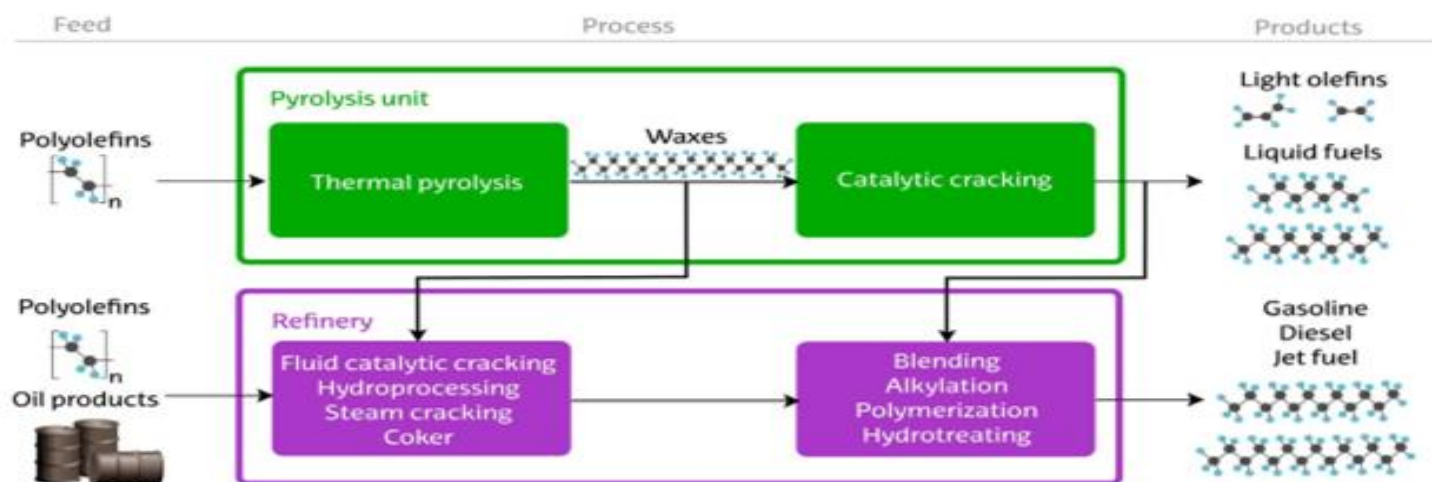 Feed Process Products
Pyrolysis unit
Polyolefins
n
Thermal pyrolysis
Waxes
Catalytic cracking
Light olefins
Liquid fuels
Polyolefins
n
Oil products
Refinery
Fluid catalytic cracking
Hydroprocessing
Steam cracking
Coker
Blending
Alkylation
Polymerization
Hydrotreating
Gasoline
Diesel
Jet fuel